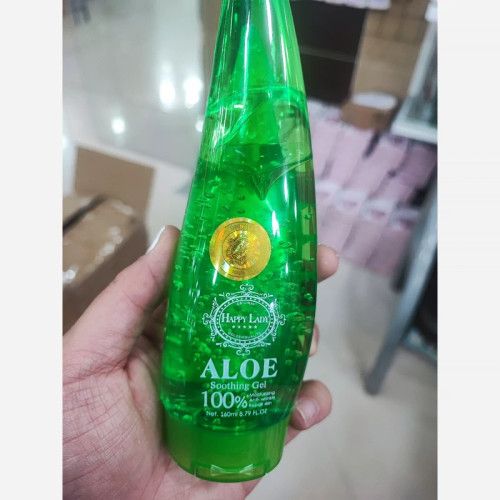 HAPPY LADY
ALOE
Soothing Gel
100%
Net. 160ml 5.79 FL.OZ